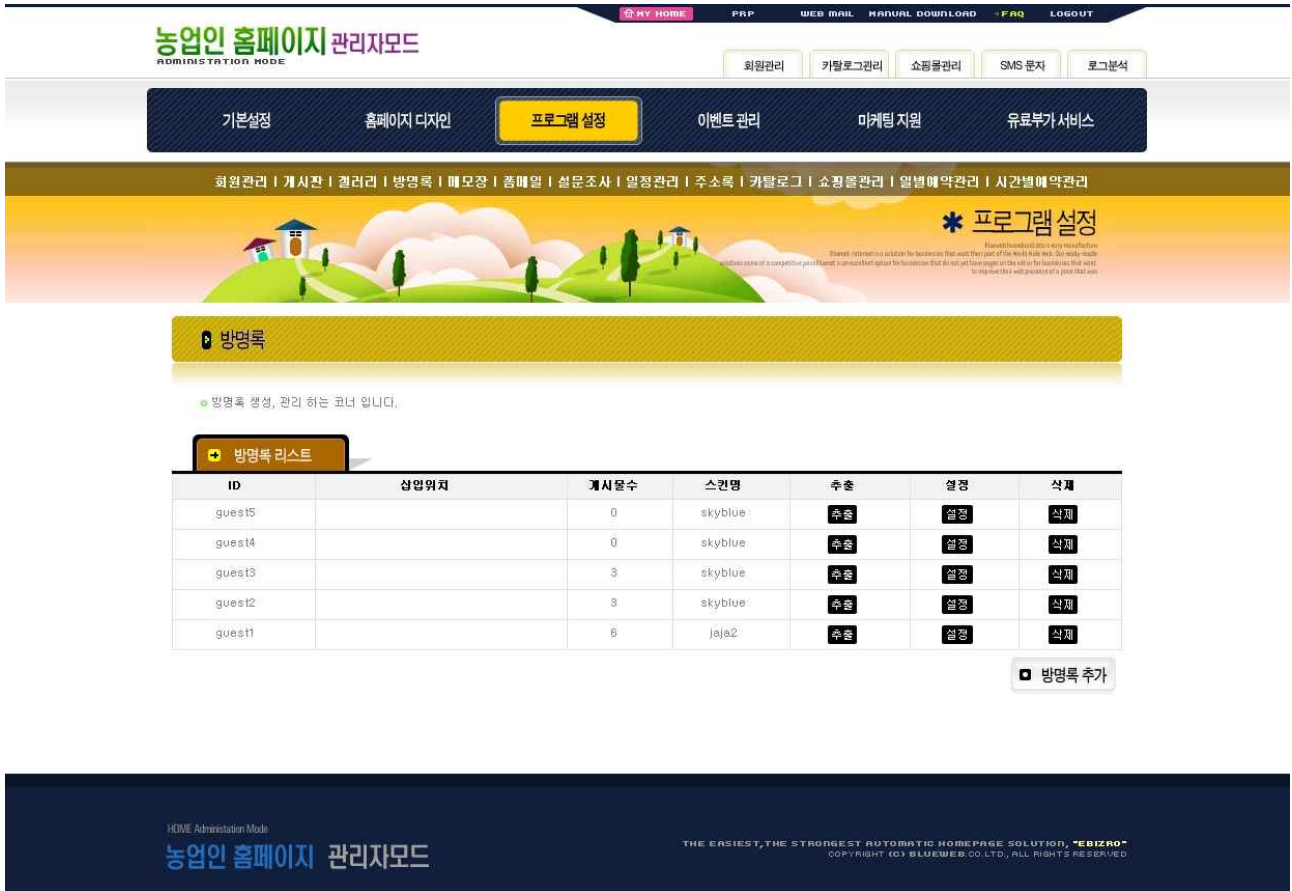 MY HOME PRP WEB MAIL MANUAL DOWNLOAD FAQ LOGOUT
농업인 홈페이지 관리자모드
ADMINISTATION MODE
회원관리 카탈로그관리 쇼핑몰관리 SMS 문자 로그분석
기본설정 홈페이지 디자인 프로그램 설정 이벤트 관리 마케팅 지원 유료부가 서비스
회원관리 | 게시판 | 갤러리 | 방명록 | 메모장 | 폼메일 | 설문조사 | 일정관리 | 주소록 | 카탈로그 | 쇼핑몰관리 | 일별예약관리 | 시간별예약관리
프로그램 설정
방명록
방명록 생성, 관리 하는 코너 입니다.
방명록 리스트
ID 삽입위치 게시물수 스킨명 추출 설정 삭제
guest5 0 skyblue 추출 설정 삭제
guest4 0 skyblue 추출 설정 삭제
guest3 3 skyblue 추출 설정 삭제
guest2 3 skyblue 추출 설정 삭제
guest1 6 jaja2 추출 설정 삭제
방명록 추가
HOME Administation Mode
농업인 홈페이지 관리자모드
THE EASIEST,THE STRONGEST AUTOMATIC HOMEPAGE SOLUTION, "EBIZRO"
COPYRIGHT (C) BLUEWEB.CO.LTD., ALL RIGHTS RESERVED